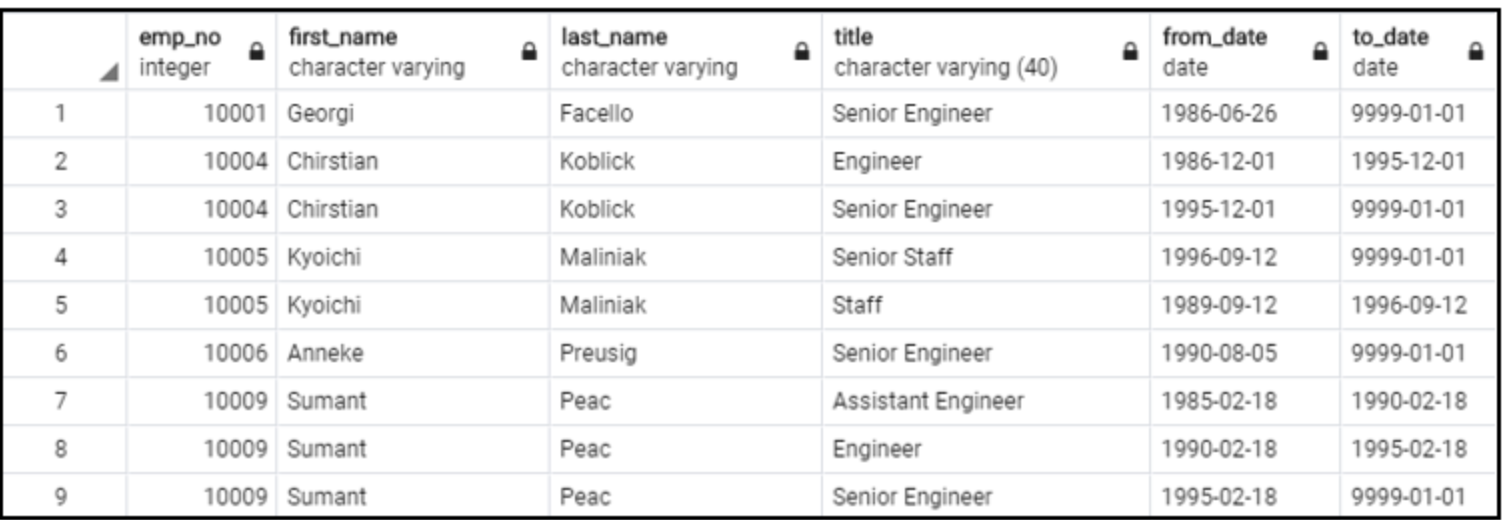 emp_no first_name last_name title from_date to_date
integer character varying character varying character varying (40) date date
1 10001 Georgi Facello Senior Engineer 1986-06-26 9999-01-01
2 10004 Chirstian Koblick Engineer 1986-12-01 1995-12-01
3 10004 Chirstian Koblick Senior Engineer 1995-12-01 9999-01-01
4 10005 Kyoichi Maliniak Senior Staff 1996-09-12 9999-01-01
5 10005 Kyoichi Maliniak Staff 1989-09-12 1996-09-12
6 10006 Anneke Preusig Senior Engineer 1990-08-05 9999-01-01
7 10009 Sumant Peac Assistant Engineer 1985-02-18 1990-02-18
8 10009 Sumant Peac Engineer 1990-02-18 1995-02-18
9 10009 Sumant Peac Senior Engineer 1995-02-18 9999-01-01